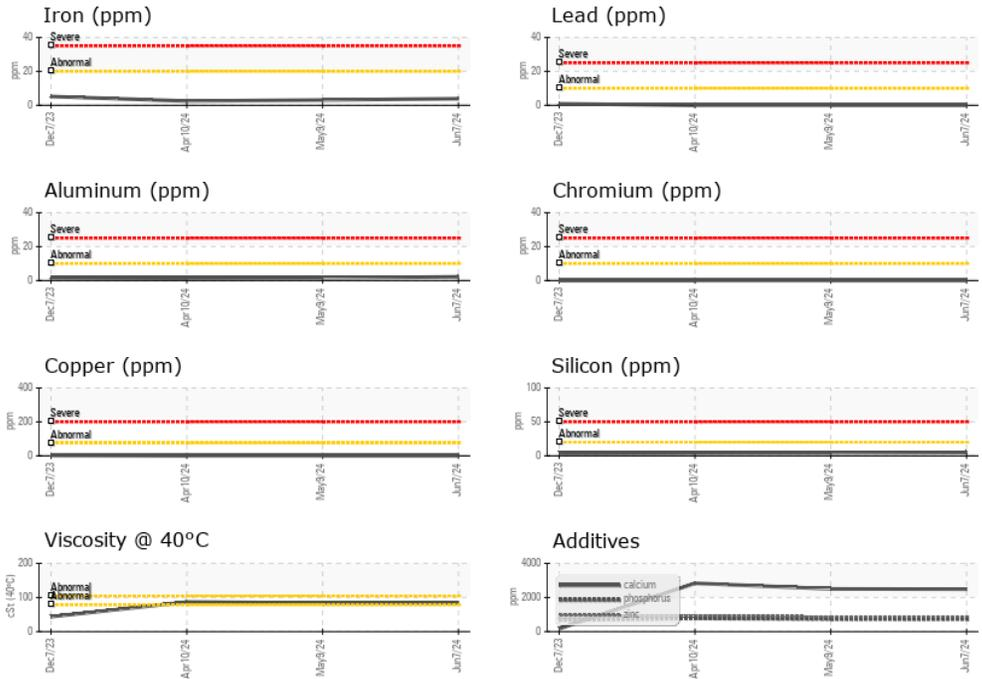 Iron (ppm)
40
20
0
ppm
Severe
Abnormal
Dec7/23
Apr10/24
May9/24
Jun7/24
Lead (ppm)
40
20
0
ppm
Severe
Abnormal
Dec7/23
Apr10/24
May9/24
Jun7/24
Aluminum (ppm)
40
20
0
ppm
Severe
Abnormal
Dec7/23
Apr10/24
May9/24
Jun7/24
Chromium (ppm)
40
20
0
ppm
Severe
Abnormal
Dec7/23
Apr10/24
May9/24
Jun7/24
Copper (ppm)
400
200
0
ppm
Severe
Abnormal
Dec7/23
Apr10/24
May9/24
Jun7/24
Silicon (ppm)
100
50
0
ppm
Severe
Abnormal
Dec7/23
Apr10/24
May9/24
Jun7/24
Viscosity @ 40°C
200
100
0
cSt (40°C)
Abnormal
Abnormal
Dec7/23
Apr10/24
May9/24
Jun7/24
Additives
4000
2000
0
ppm
calcium
phosphorus
zinc
Dec7/23
Apr10/24
May9/24
Jun7/24